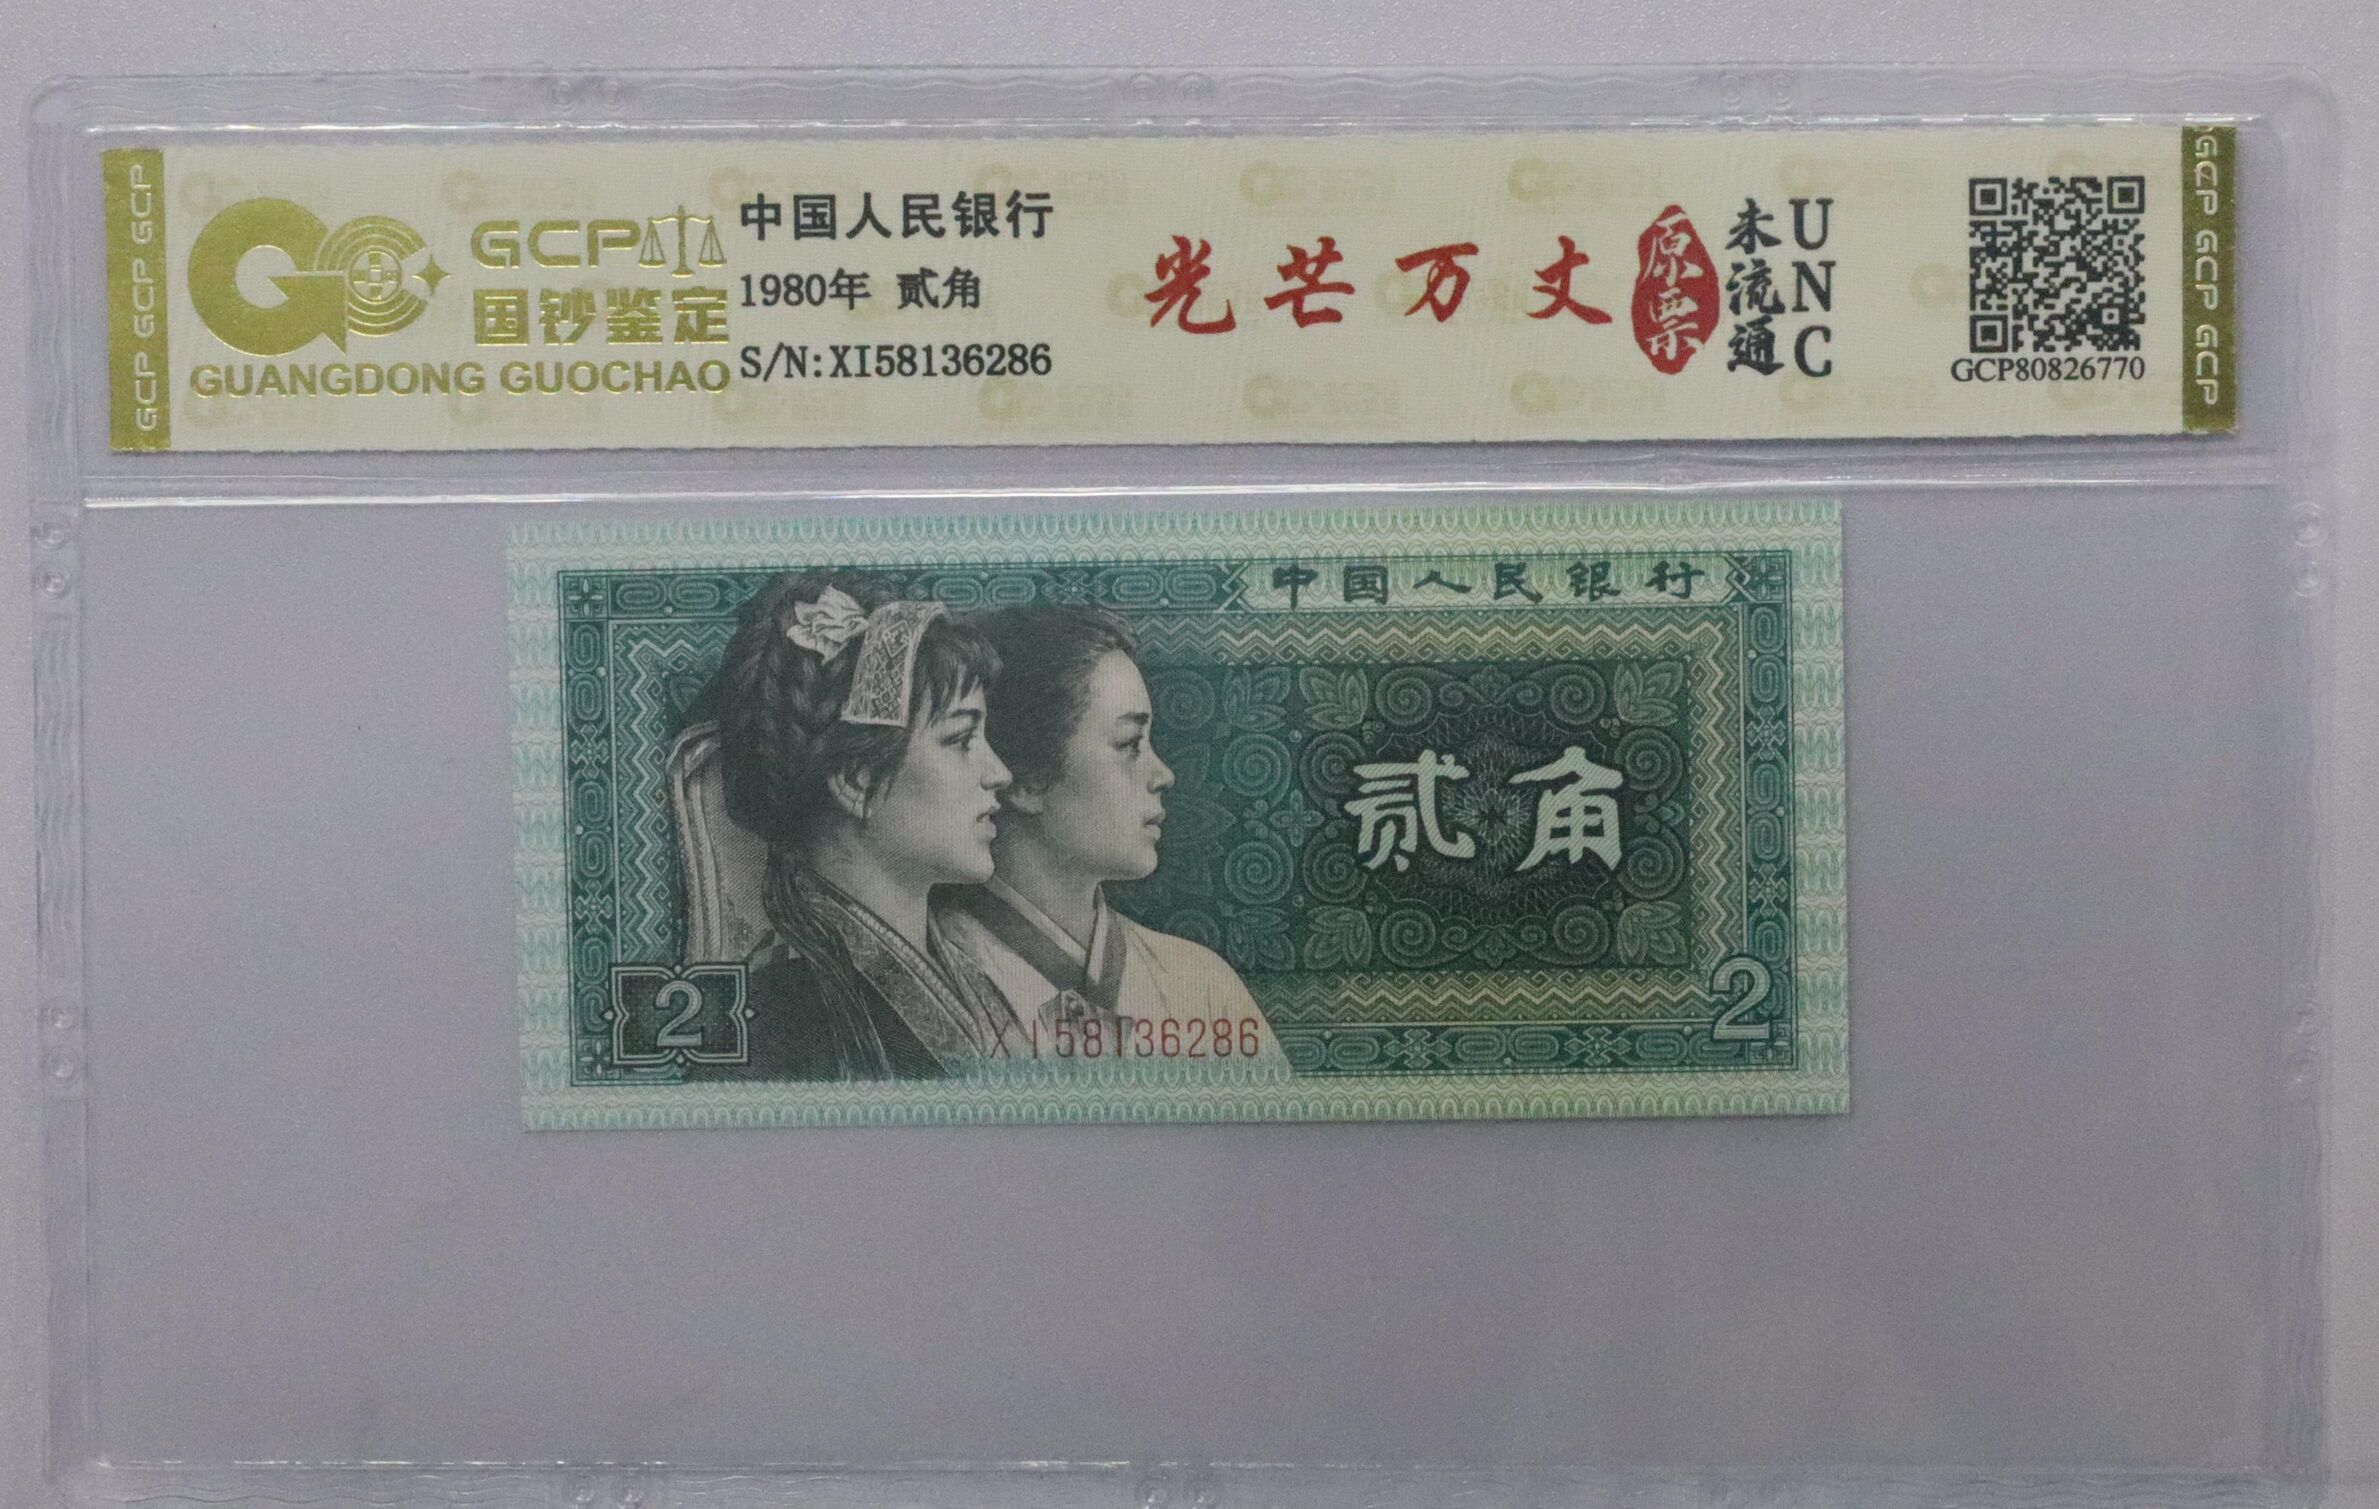 GCP GCP GCP
GCP
国钞鉴定
GUANGDONG GUOCHAO
中国人民银行
1980年 贰角
S/N:XI58136286
光芒万丈
原票
未流通
UNC
GCP80826770
GCP GCP GCP
中国人民银行
贰角
2
2
XI58136286